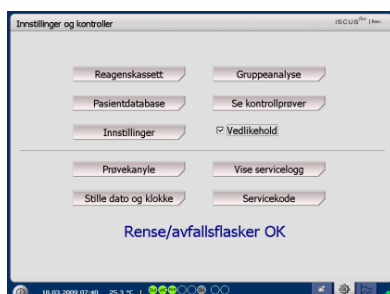 Innstillinger og kontroller
ISCUS
Reagenskassett
Gruppeanalyse
Pasientdatabase
Se kontrollprøver
Innstillinger
Vedlikehold
Prøvekanyle
Vise servicelogg
Stille dato og klokke
Servicekode
Rense/avfallsflasker OK
18.03.2009 07:40 25.3 °C